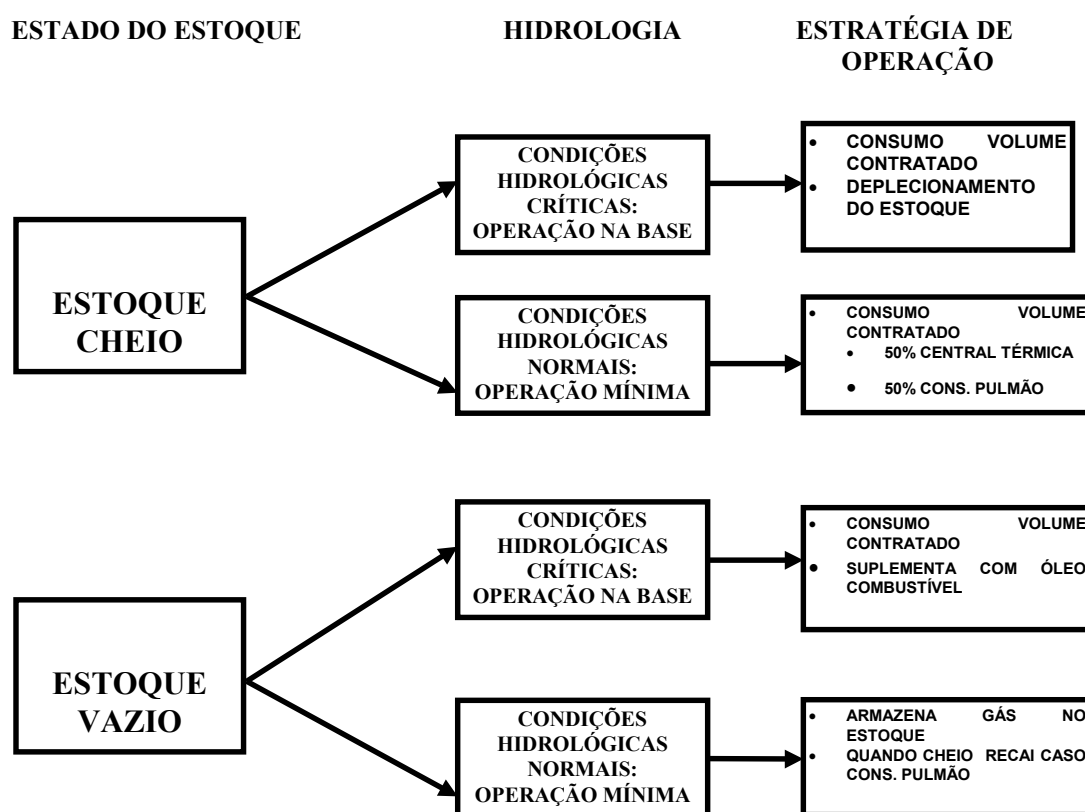 ESTADO DO ESTOQUE
HIDROLOGIA
ESTRATÉGIA DE
OPERAÇÃO
ESTOQUE
CHEIO
CONDIÇÕES
HIDROLÓGICAS
CRÍTICAS:
OPERAÇÃO NA BASE
• CONSUMO VOLUME
CONTRATADO
• DEPLECIONAMENTO
DO ESTOQUE
CONDIÇÕES
HIDROLÓGICAS
NORMAIS:
OPERAÇÃO MÍNIMA
• CONSUMO VOLUME
CONTRATADO
• 50% CENTRAL TÉRMICA
• 50% CONS. PULMÃO
ESTOQUE
VAZIO
CONDIÇÕES
HIDROLÓGICAS
CRÍTICAS:
OPERAÇÃO NA BASE
• CONSUMO VOLUME
CONTRATADO
• SUPLEMENTA COM ÓLEO
COMBUSTÍVEL
CONDIÇÕES
HIDROLÓGICAS
NORMAIS:
OPERAÇÃO MÍNIMA
• ARMAZENA GÁS NO
ESTOQUE
• QUANDO CHEIO RECAI CASO
CONS. PULMÃO